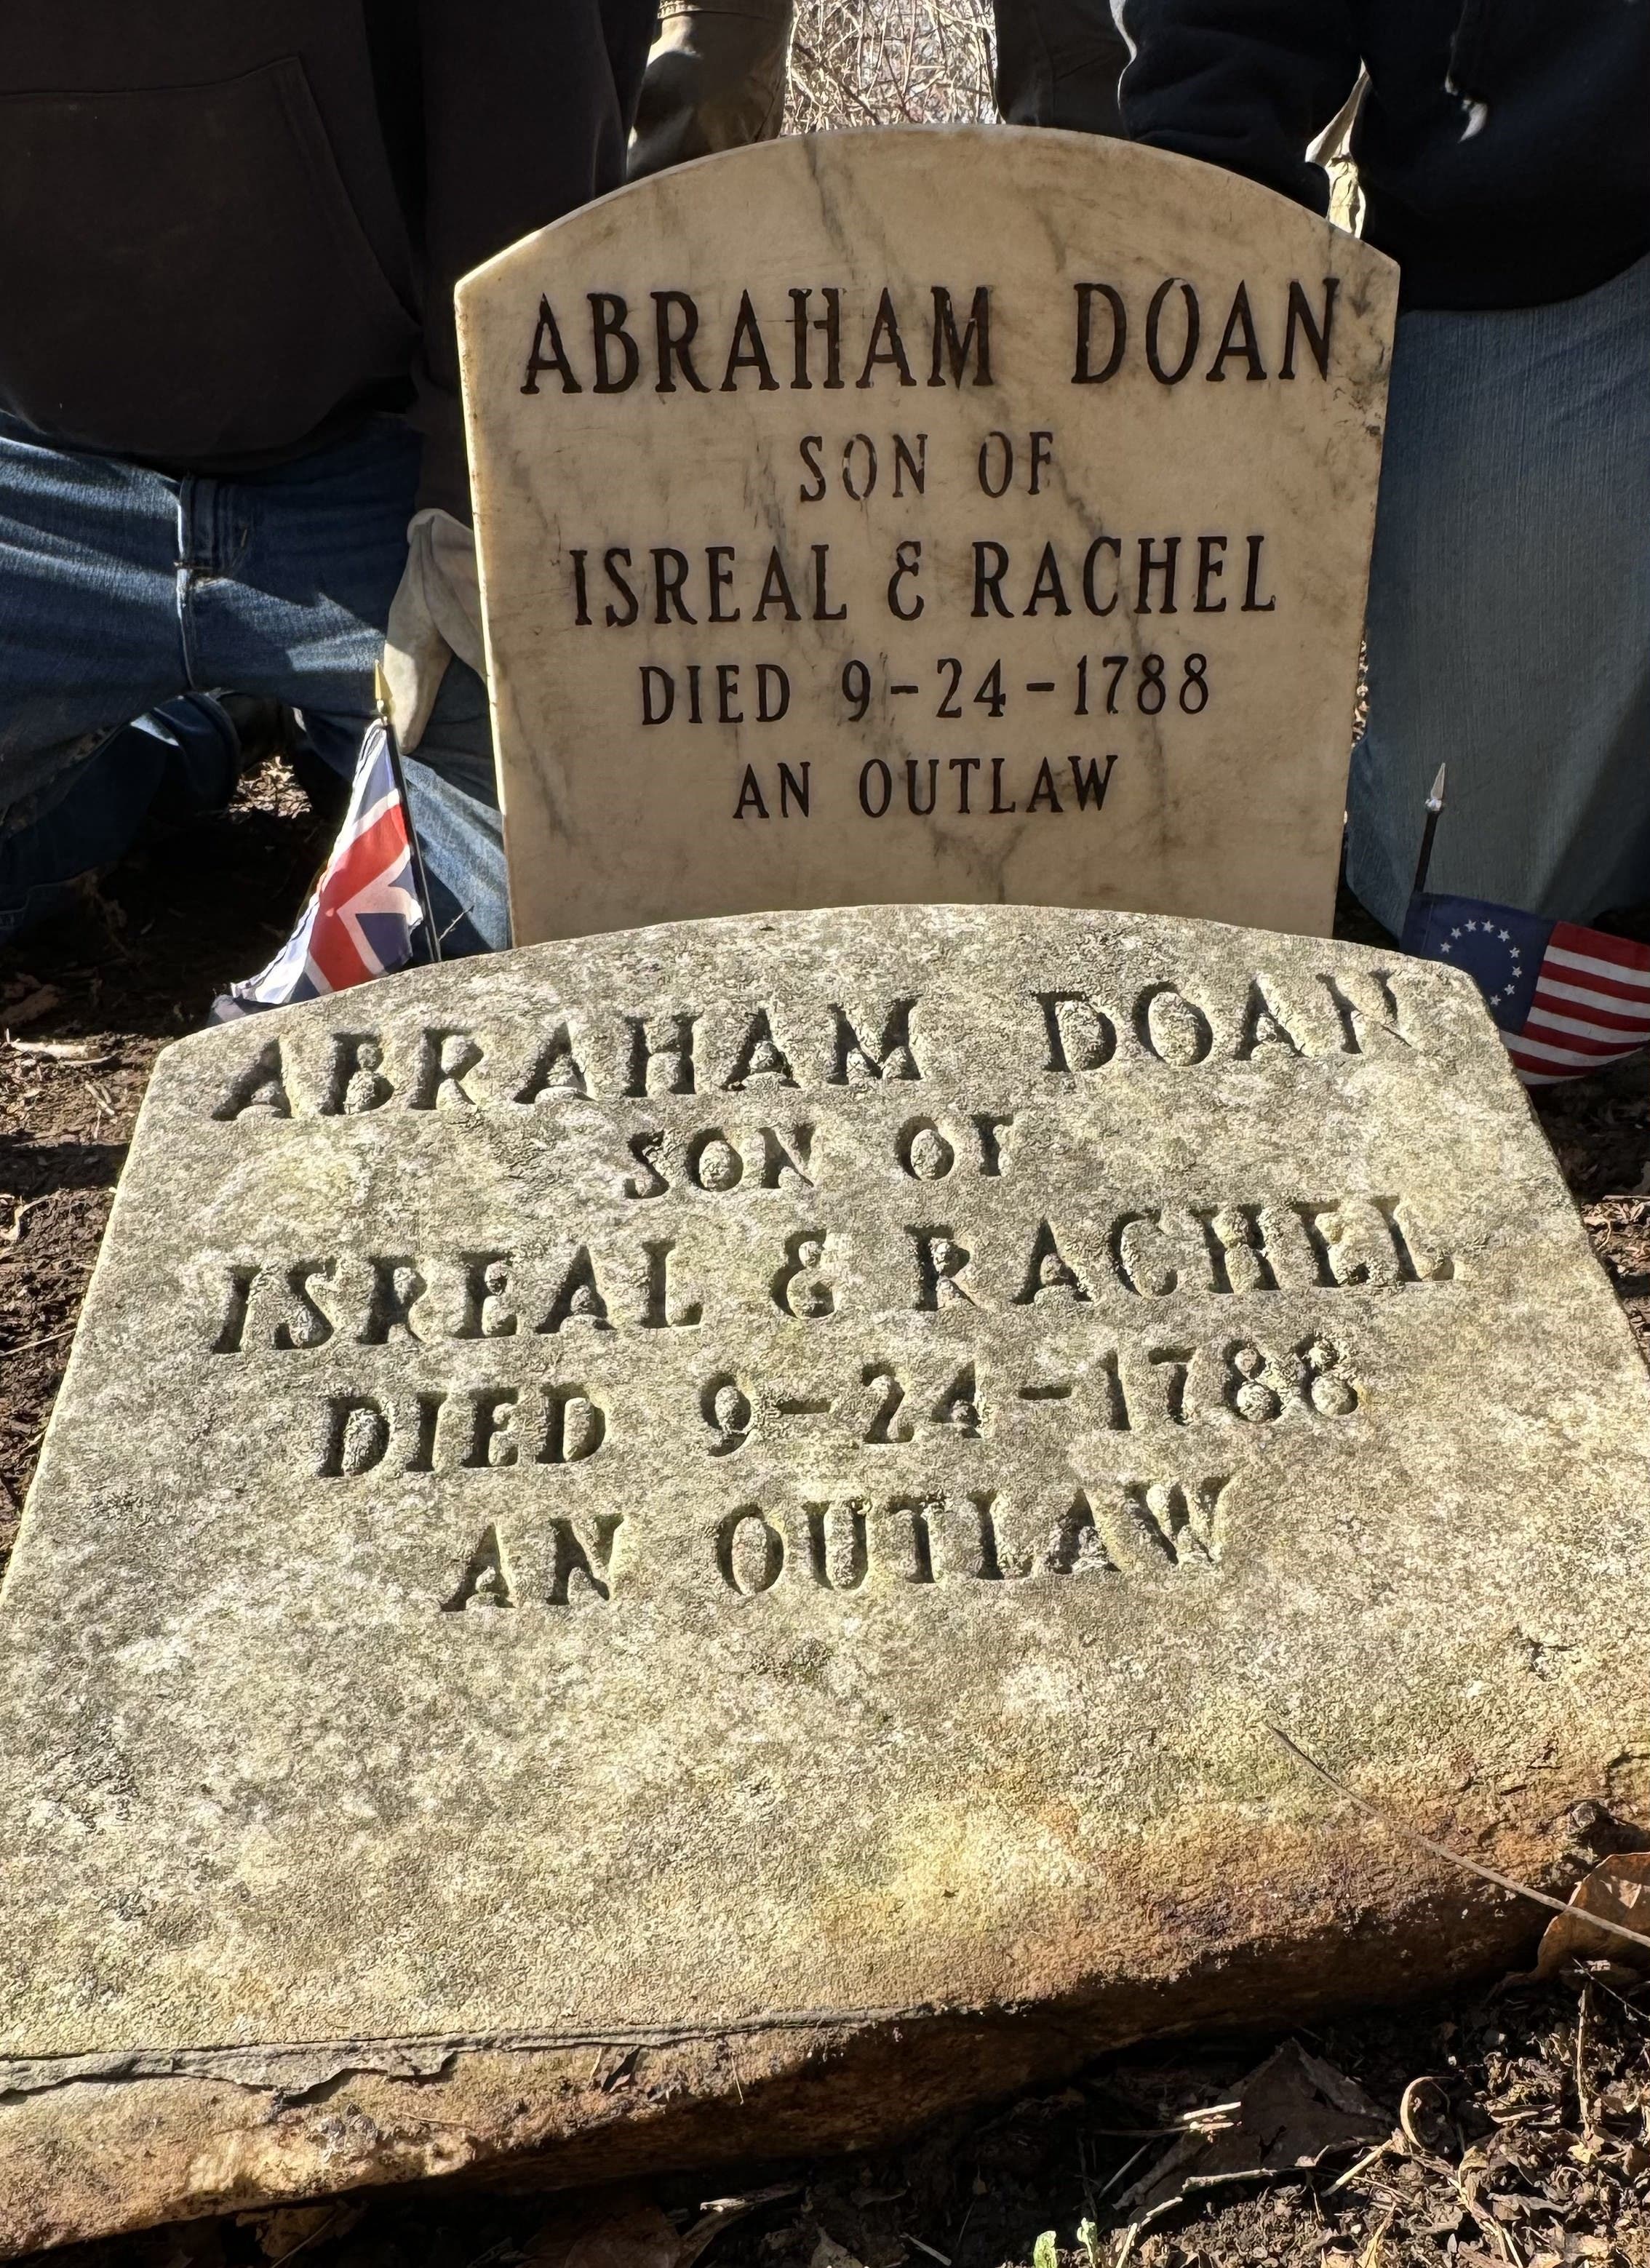 ABRAHAM DOAN
SON OF
ISREAL & RACHEL
DIED 9-24-1788
AN OUTLAW
ABRAHAM DOAN
SON OF
ISREAL & RACHEL
DIED 9-24-1788
AN OUTLAW